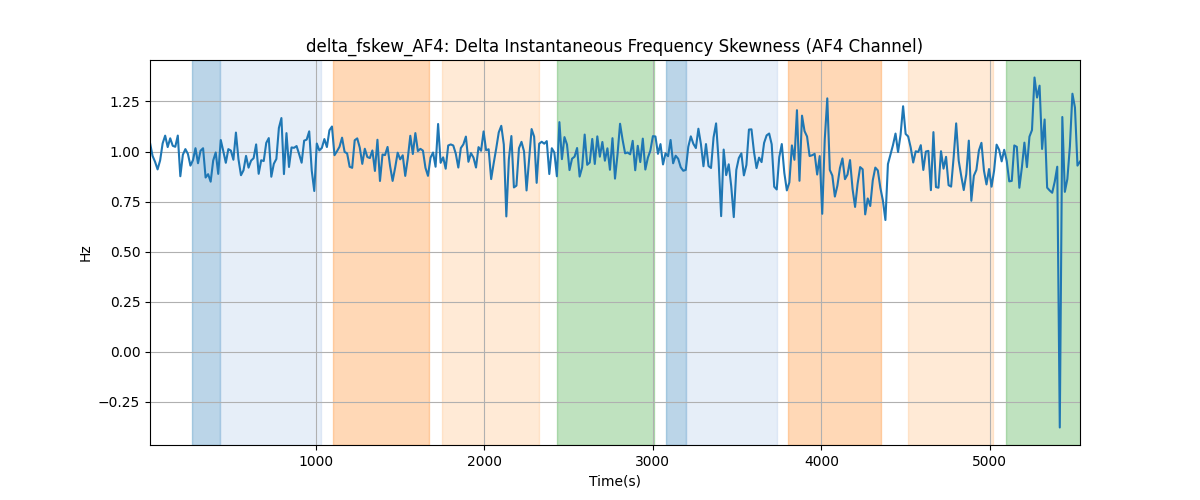 delta_fskew_AF4: Delta Instantaneous Frequency Skewness (AF4 Channel)
1.25
1.00
0.75
0.50
0.25
0.00
−0.25
Hz
1000 2000 3000 4000 5000
Time(s)